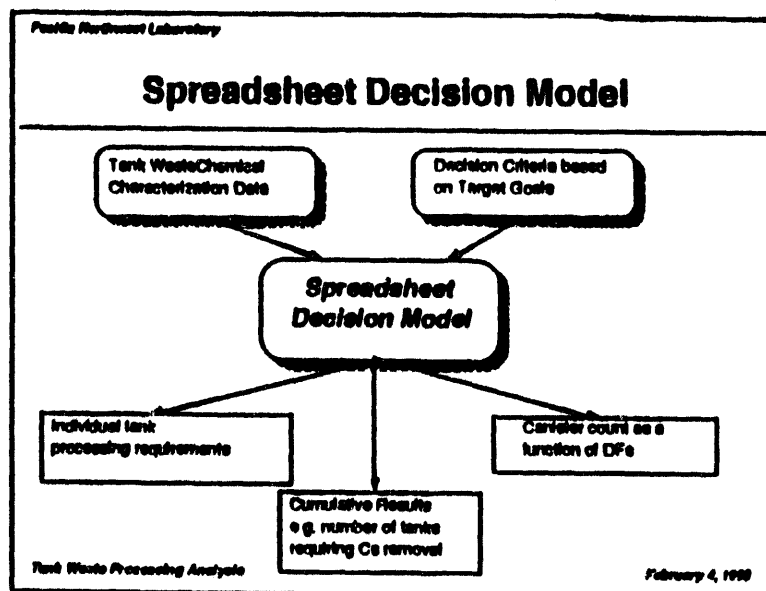 Pacific Northwest Laboratory
Spreadsheet Decision Model
Tank WasteChemical
Characterization Data
Decision Criteria based
on Target Goals
Spreadsheet
Decision Model
Individual tank
processing requirements
Canister count as a
function of DFs
Cumulative Results
e.g. number of tanks
requiring Cs removal
Tank Waste Processing Analysis
February 4,